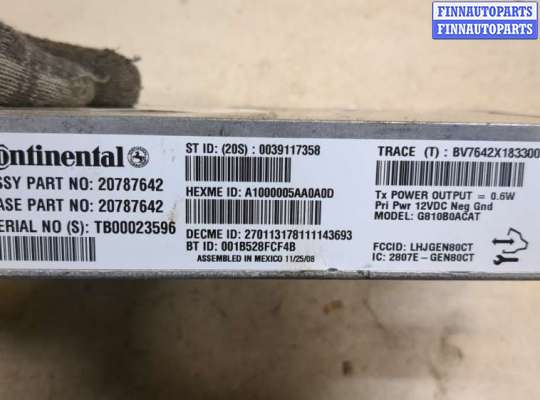 FINNAUTOPARTS
FINNAUTOPARTS
ontinental
SSY PART NO: 20787642
ASE PART NO: 20787642
ERIAL NO (S): TB00023596
ST ID: (20S) : 0039117358
HEXME ID: A1000005AA0A0D
DECME ID: 270113178111143693
BT ID: 001B528FCF4B
ASSEMBLED IN MEXICO 11/25/08
TRACE (T) : BV7642X183300
Tx POWER OUTPUT = 0.6W
Pri Pwr 12VDC Neg Gnd
MODEL: G810B0ACAT
FCCID: LHJGEN80CT
IC: 2807E-GEN80CT